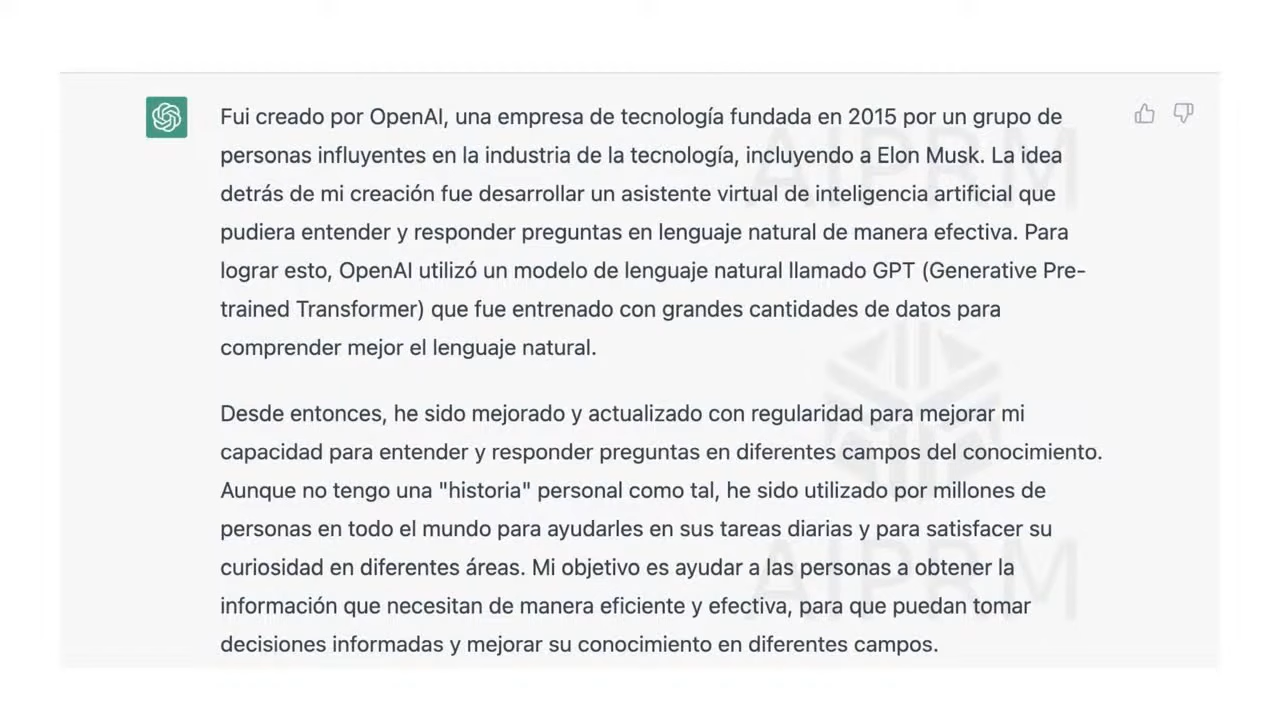 Fui creado por OpenAI, una empresa de tecnología fundada en 2015 por un grupo de
personas influyentes en la industria de la tecnología, incluyendo a Elon Musk. La idea
detrás de mi creación fue desarrollar un asistente virtual de inteligencia artificial que
pudiera entender y responder preguntas en lenguaje natural de manera efectiva. Para
lograr esto, OpenAI utilizó un modelo de lenguaje natural llamado GPT (Generative Pre-
trained Transformer) que fue entrenado con grandes cantidades de datos para
comprender mejor el lenguaje natural.
Desde entonces, he sido mejorado y actualizado con regularidad para mejorar mi
capacidad para entender y responder preguntas en diferentes campos del conocimiento.
Aunque no tengo una "historia" personal como tal, he sido utilizado por millones de
personas en todo el mundo para ayudarles en sus tareas diarias y para satisfacer su
curiosidad en diferentes áreas. Mi objetivo es ayudar a las personas a obtener la
información que necesitan de manera eficiente y efectiva, para que puedan tomar
decisiones informadas y mejorar su conocimiento en diferentes campos.
AIPRM
AIPRM